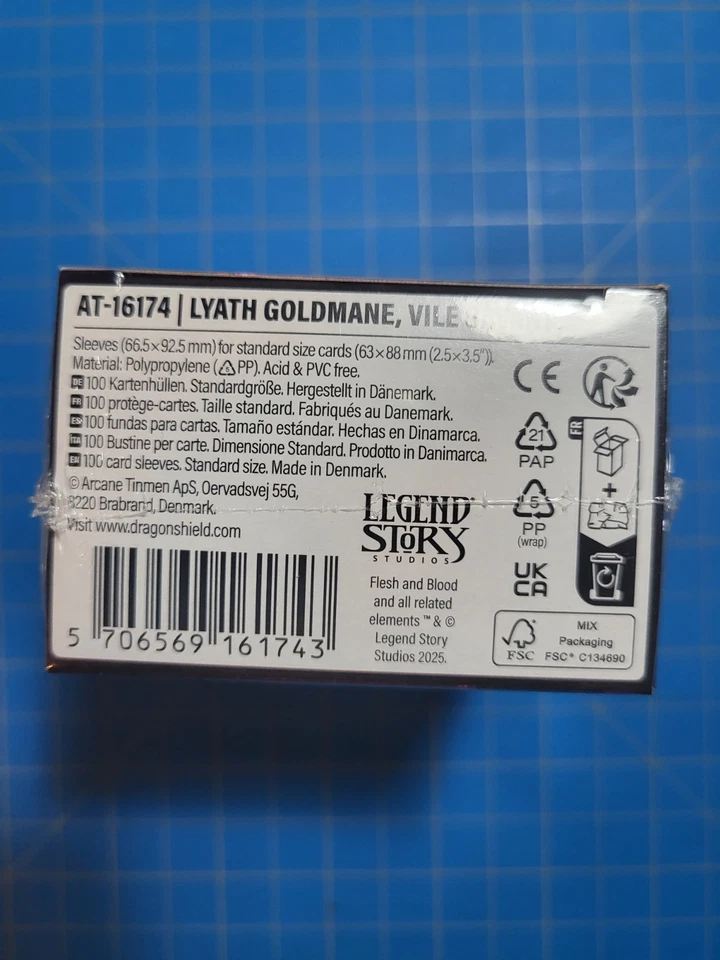 AT-16174 | LYATH GOLDMANE, VILE
Sleeves (66.5×92.5 mm) for standard size cards (63×88 mm (2.5×3.5")).
Material: Polypropylene (PP). Acid & PVC free.
DE 100 Kartenhüllen. Standardgröße. Hergestellt in Dänemark.
FR 100 protège-cartes. Taille standard. Fabriqués au Danemark.
ES 100 fundas para cartas. Tamaño estándar. Hechas en Dinamarca.
ITA 100 Bustine per carte. Dimensione Standard. Prodotto in Danimarca.
EN 100 card sleeves. Standard size. Made in Denmark.
© Arcane Tinmen ApS, Oervadsvej 55G,
8220 Brabrand, Denmark.
Visit www.dragonshield.com
5 706569 161743
LEGEND
STORY
STUDIOS
Flesh and Blood
and all related
elements ™ & ©
Legend Story
Studios 2025.
CE
21
PAP
5
PP
(wrap)
UK
CA
FR
+
FSC
MIX
Packaging
FSC® C134690